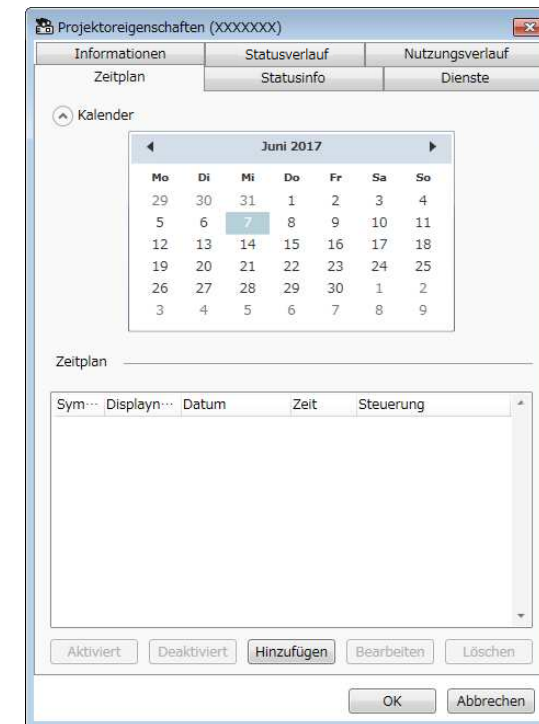 Projektoreigenschaften (XXXXXXX)
Informationen Statusverlauf Nutzungsverlauf
Zeitplan Statusinfo Dienste
Kalender
Juni 2017
Mo Di Mi Do Fr Sa So
29 30 31 1 2 3 4
5 6 7 8 9 10 11
12 13 14 15 16 17 18
19 20 21 22 23 24 25
26 27 28 29 30 1 2
3 4 5 6 7 8 9
Zeitplan
Sym··· Displayn··· Datum Zeit Steuerung
Aktiviert Deaktiviert Hinzufügen Bearbeiten Löschen
OK Abbrechen